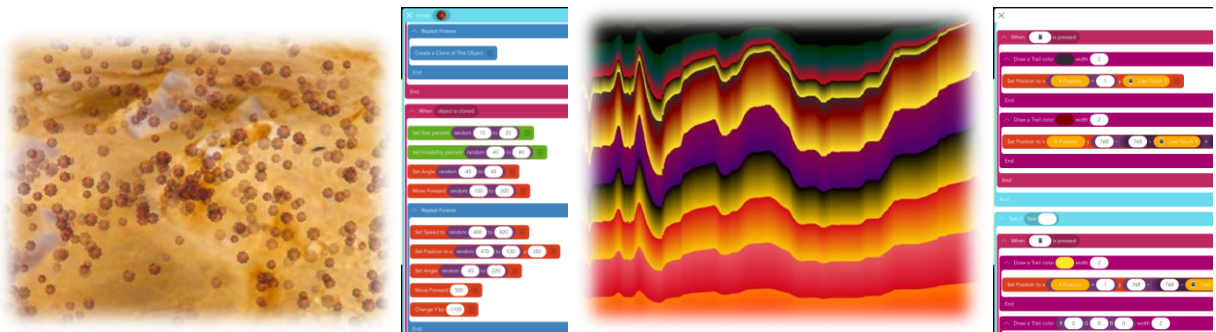 Image
Repeat Forever
Create a Clone of This Object
End
End
When object is cloned
Set Size percent random 10 to 25
Set Invisibility percent random 40 to 80
Set Angle random -45 to 45
Move Forward random 100 to 200
Repeat Forever
Set Speed to random 400 to 420
Set Position to x random 470 to 530 y 350
Set Angle random -45 to 220
Move Forward 500
Change Y by -1100
End
When is pressed
Draw a Trail color width 2
Set Position to x X Position + 1 y Last Touch Y
End
Draw a Trail color width 2
Set Position to x X Position y 768 - 768 - Last Touch Y
End
End
End
Text 2 Text
When is pressed
Draw a Trail color width 2
Set Position to x X Position + 1 y 768 - 768 - Last
End
Draw a Trail color R 0 G 0 B 0 width 2